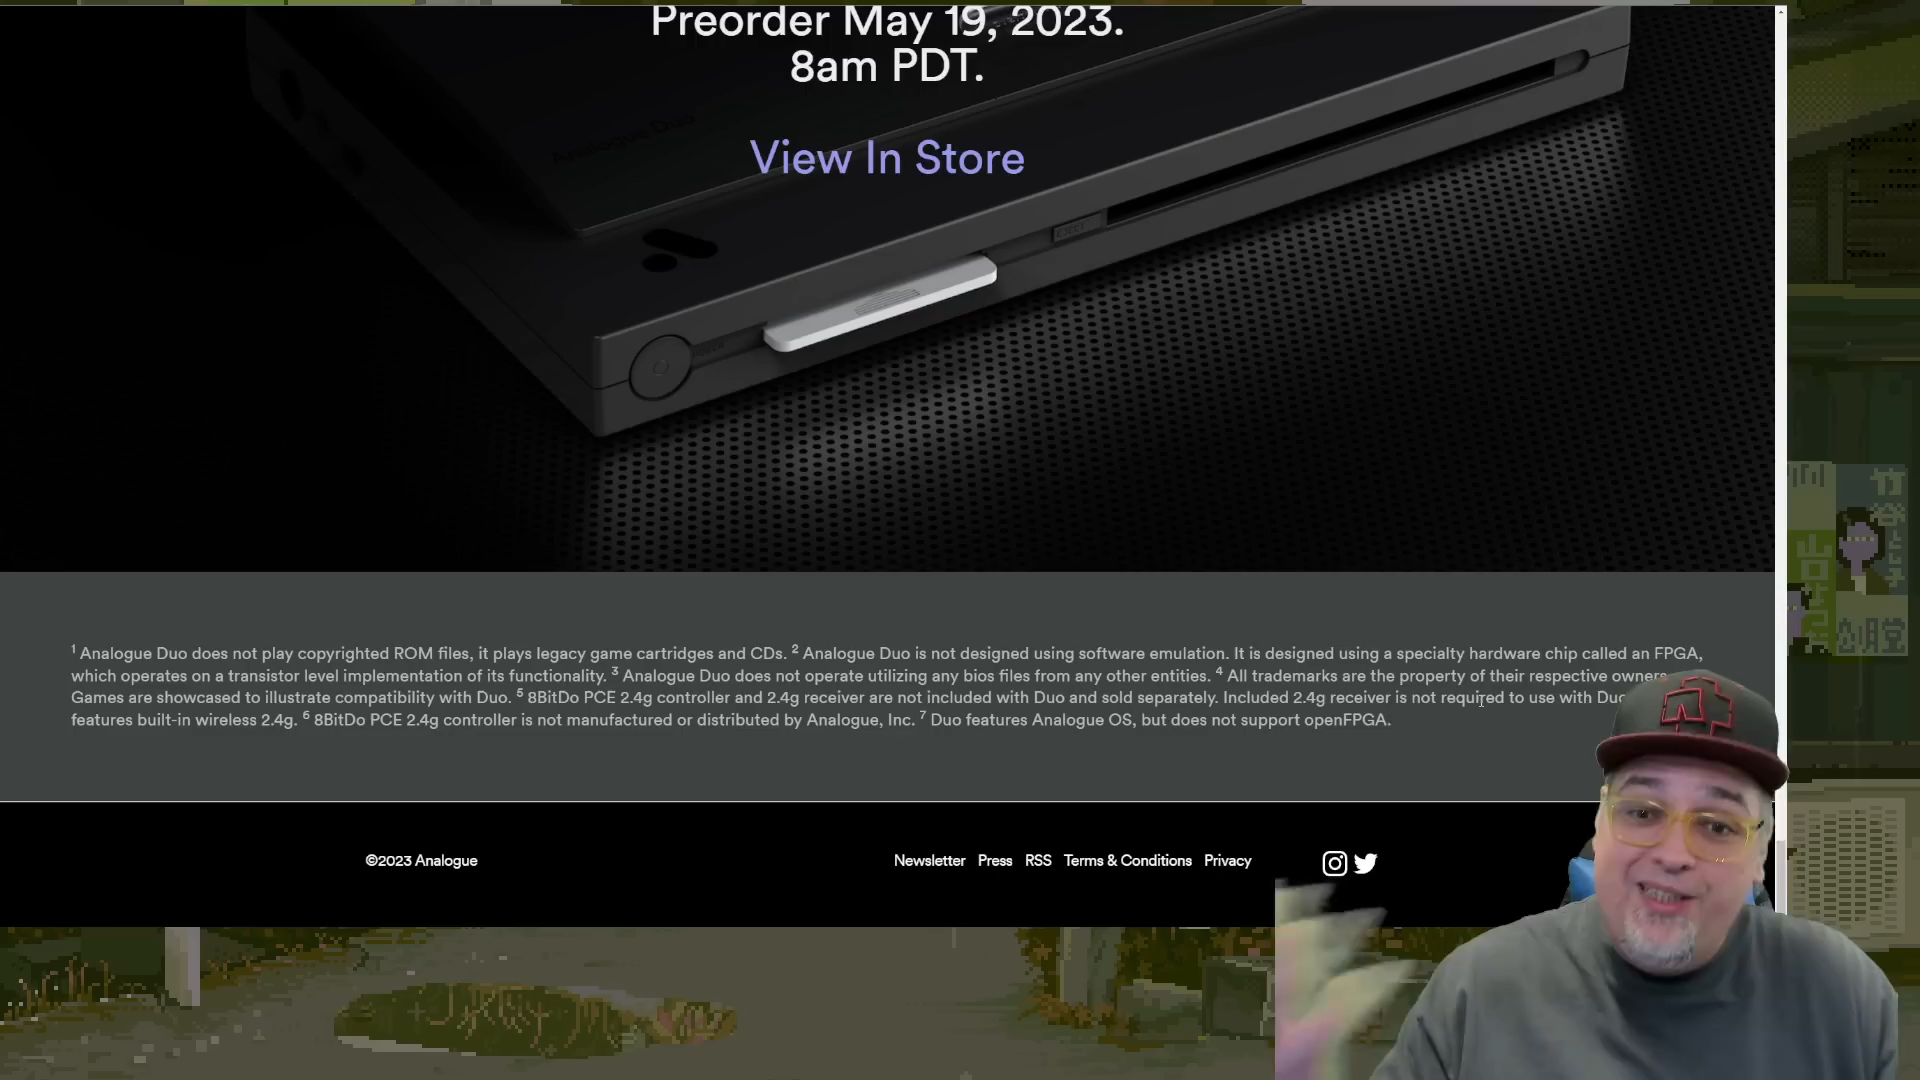 Preorder May 19, 2023.
8am PDT.
View In Store
Analogue Duo
EJECT
POWER
¹ Analogue Duo does not play copyrighted ROM files, it plays legacy game cartridges and CDs. ² Analogue Duo is not designed using software emulation. It is designed using a specialty hardware chip called an FPGA,
which operates on a transistor level implementation of its functionality. ³ Analogue Duo does not operate utilizing any bios files from any other entities. ⁴ All trademarks are the property of their respective owners.
Games are showcased to illustrate compatibility with Duo. ⁵ 8BitDo PCE 2.4g controller and 2.4g receiver are not included with Duo and sold separately. Included 2.4g receiver is not required to use with Duo
features built-in wireless 2.4g. ⁶ 8BitDo PCE 2.4g controller is not manufactured or distributed by Analogue, Inc. ⁷ Duo features Analogue OS, but does not support openFPGA.
©2023 Analogue
Newsletter Press RSS Terms & Conditions Privacy